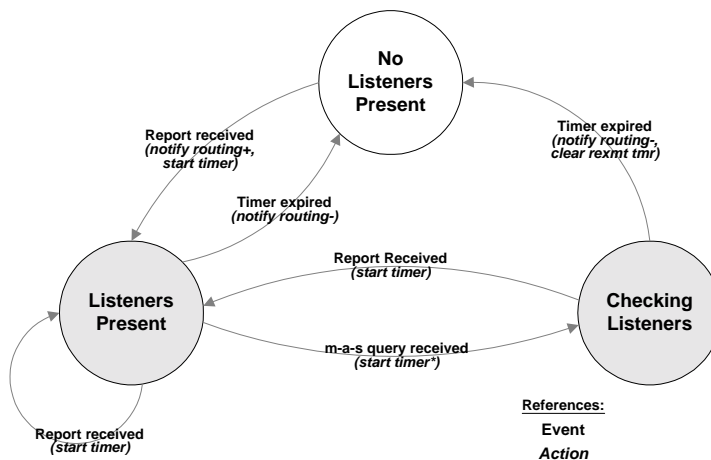 No
Listeners
Present
Report received
(notify routing+,
start timer)
Timer expired
(notify routing-,
clear rexmt tmr)
Timer expired
(notify routing-)
Report Received
(start timer)
Listeners
Present
Checking
Listeners
m-a-s query received
(start timer*)
Report received
(start timer)
References:
Event
Action